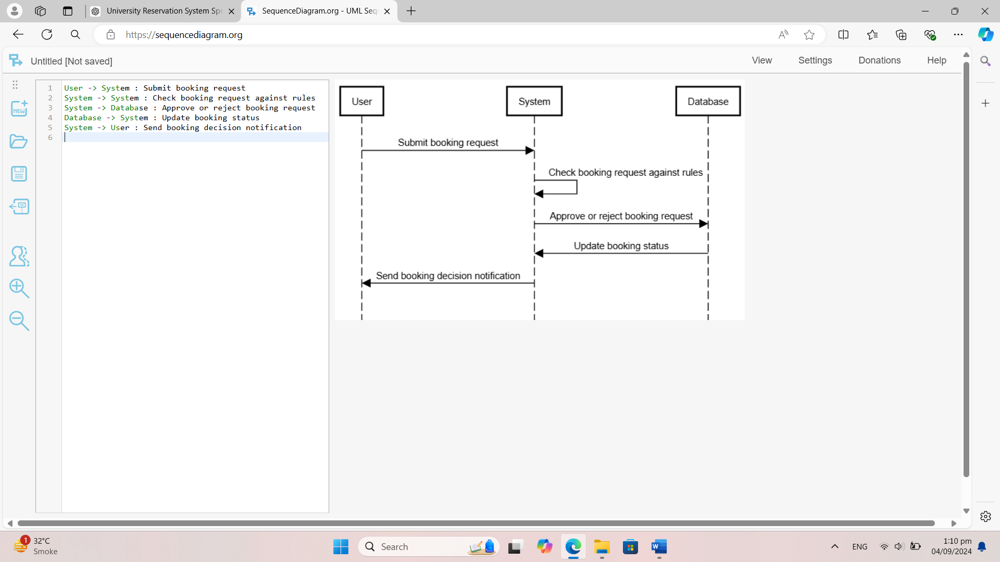 University Reservation System Spe
SequenceDiagram.org - UML Seq
https://sequencediagram.org
Untitled [Not saved]
View
Settings
Donations
Help
NEW
1 User -> System : Submit booking request
2 System -> System : Check booking request against rules
3 System -> Database : Approve or reject booking request
4 Database -> System : Update booking status
5 System -> User : Send booking decision notification
6
User
System
Database
Submit booking request
Check booking request against rules
Approve or reject booking request
Update booking status
Send booking decision notification
1
32°C
Smoke
Search
W
ENG
1:10 pm
04/09/2024